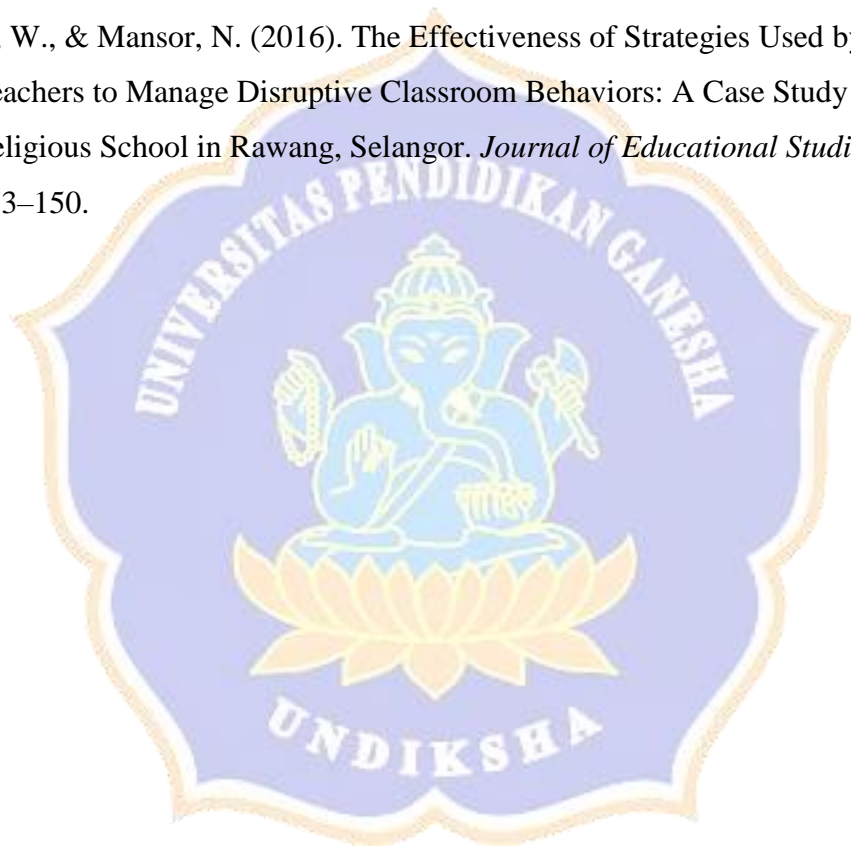 W., & Mansor, N. (2016). The Effectiveness of Strategies Used by
eachers to Manage Disruptive Classroom Behaviors: A Case Study
eligious School in Rawang, Selangor. Journal of Educational Studi
3–150.
UNIVERSITAS PENDIDIKAN GANESHA
UNDIKSHA